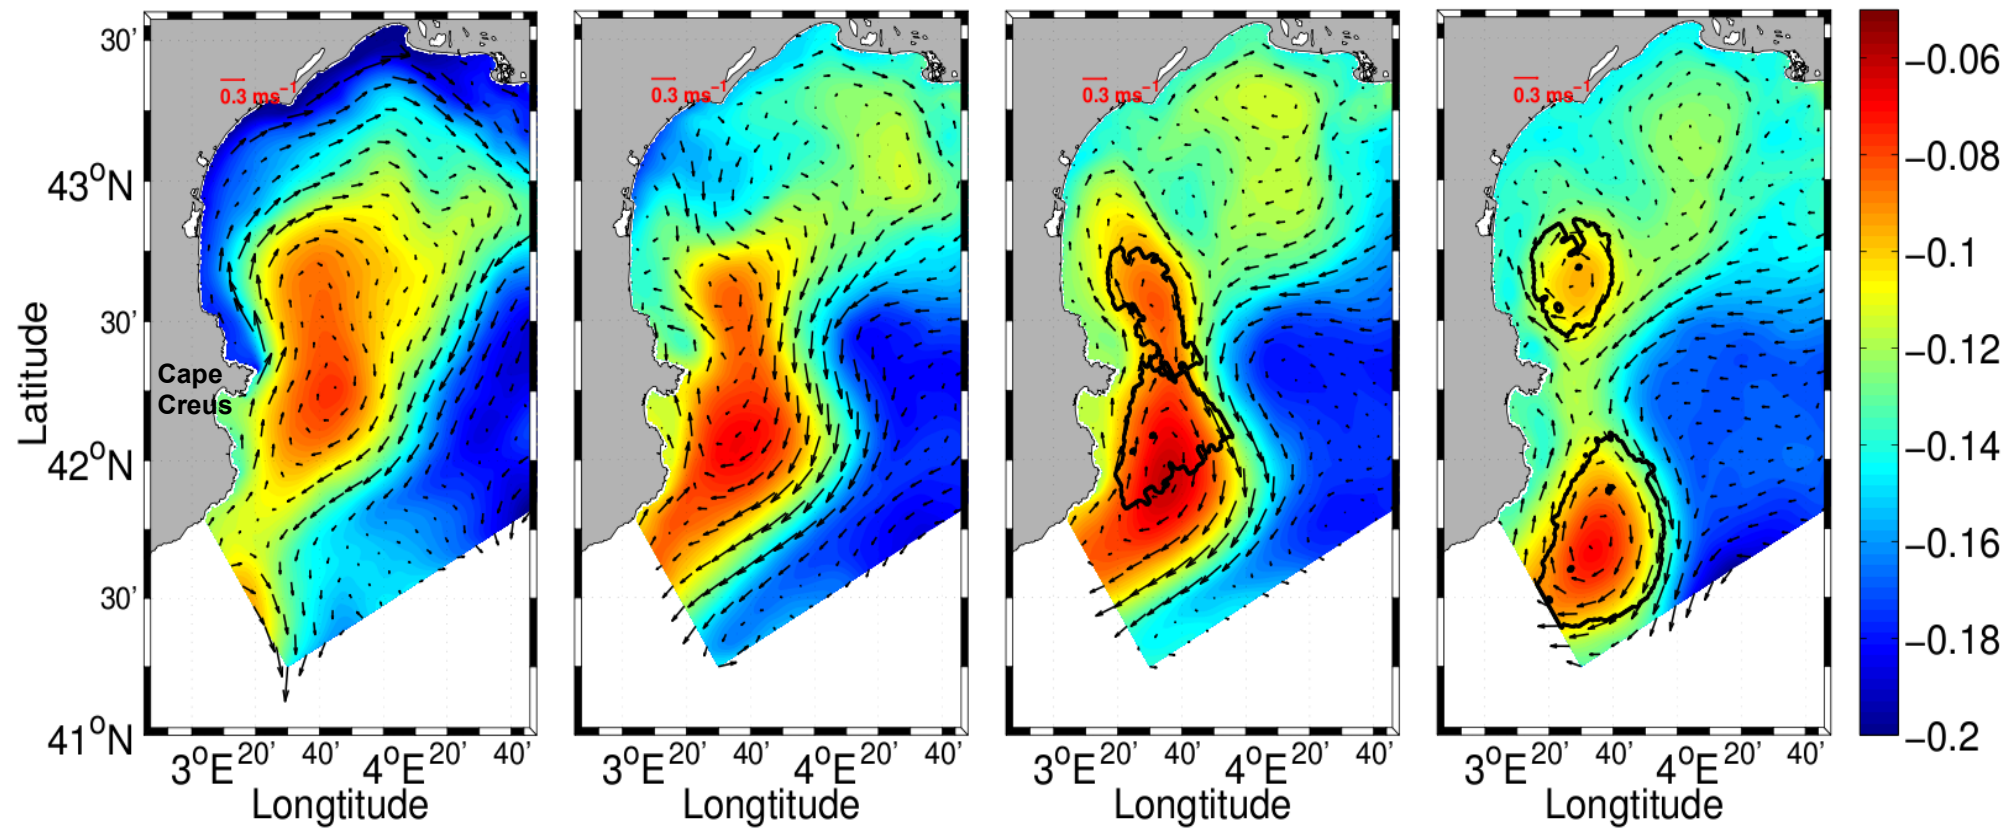 30'
43°N
30'
42°N
30'
41°N
Latitude
Cape
Creus
0.3 ms⁻¹
0.3 ms⁻¹
0.3 ms⁻¹
0.3 ms⁻¹
3°E 20' 40' 4°E 20' 40'
3°E 20' 40' 4°E 20' 40'
3°E 20' 40' 4°E 20' 40'
3°E 20' 40' 4°E 20' 40'
Longtitude
Longtitude
Longtitude
Longtitude
−0.06
−0.08
−0.1
−0.12
−0.14
−0.16
−0.18
−0.2